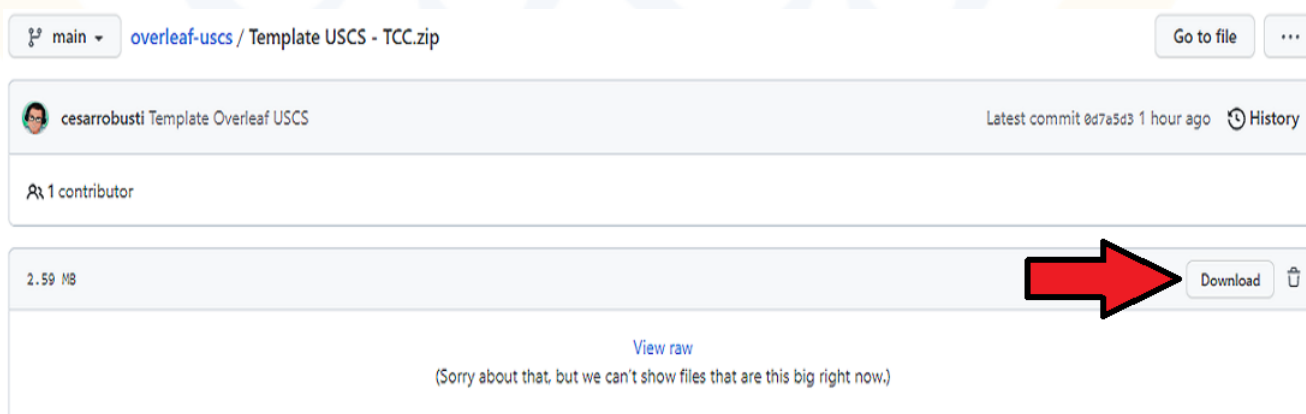 main overleaf-uscs / Template USCS - TCC.zip Go to file ...
cesarrobusti Template Overleaf USCS Latest commit 0d7a5d3 1 hour ago History
1 contributor
2.59 MB Download
View raw
(Sorry about that, but we can't show files that are this big right now.)